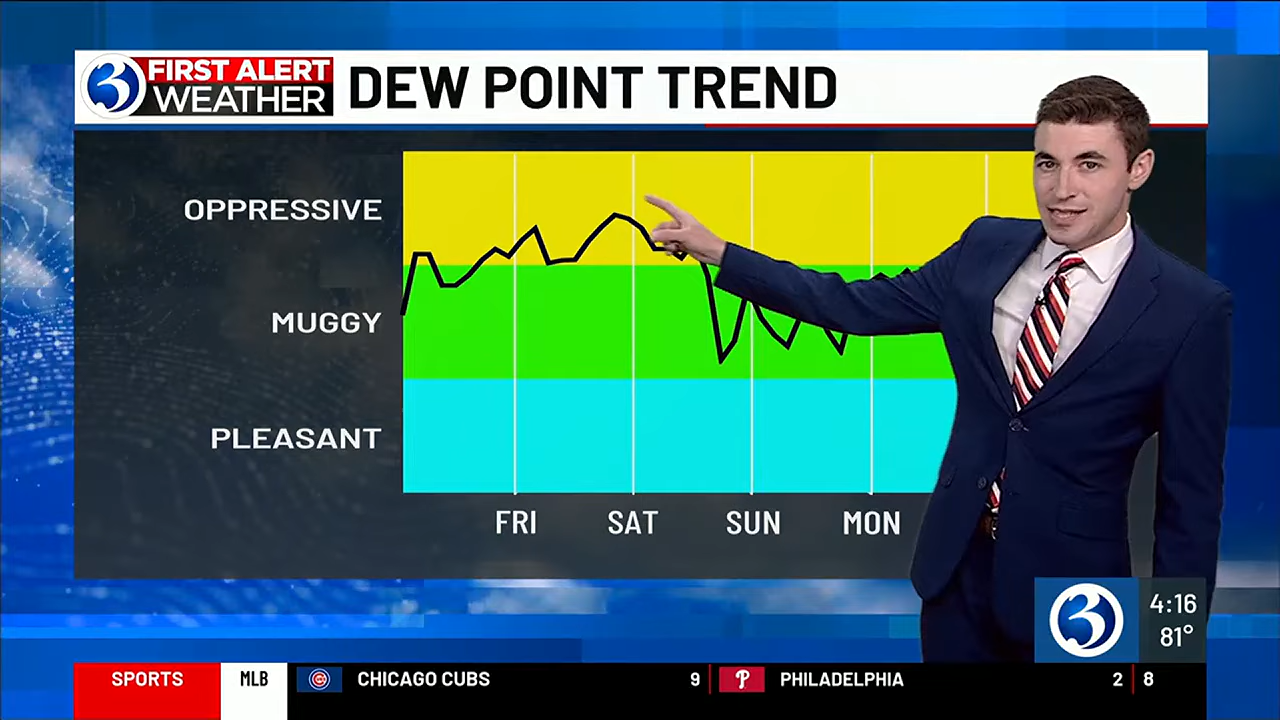 3 FIRST ALERT
WEATHER
DEW POINT TREND
OPPRESSIVE
MUGGY
PLEASANT
FRI SAT SUN MON
3 4:16
81°
SPORTS MLB C CHICAGO CUBS 9 P PHILADELPHIA 2 8